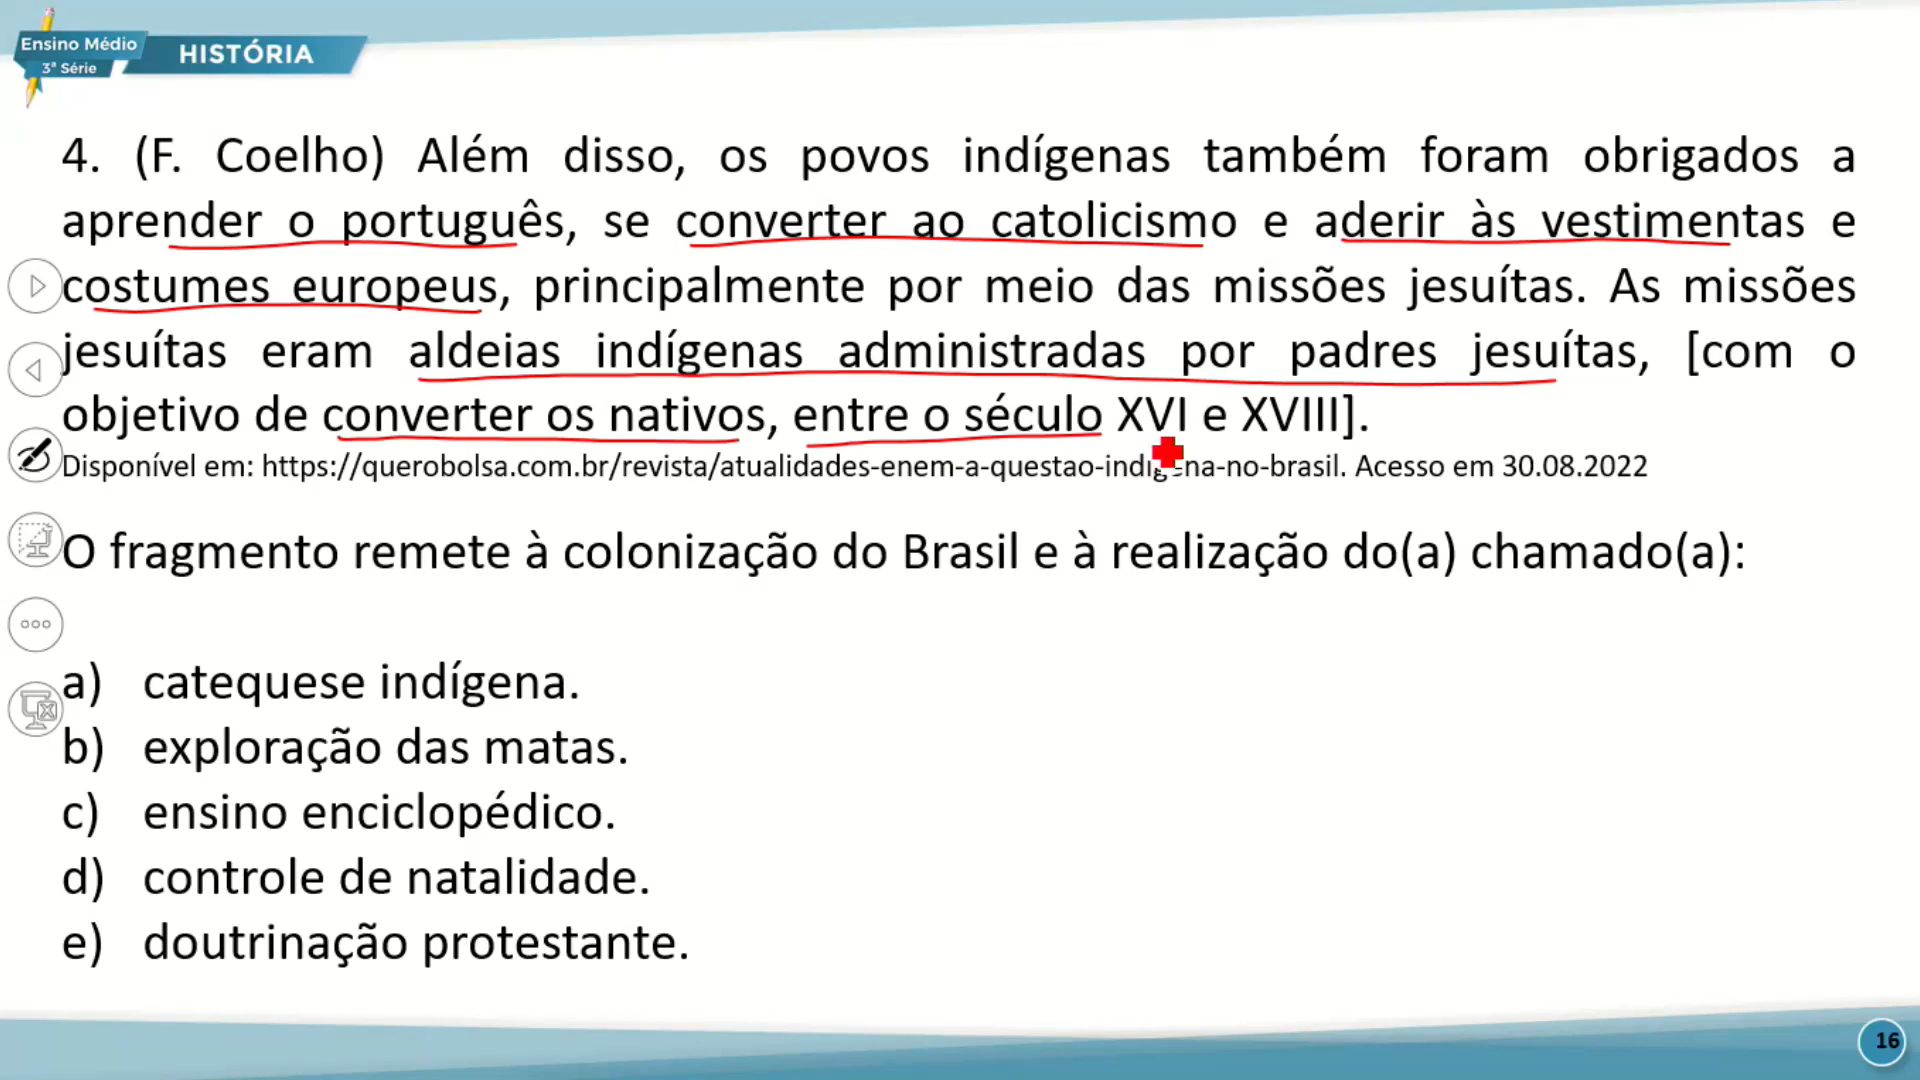 Ensino Médio
3ª Série
HISTÓRIA
4. (F. Coelho) Além disso, os povos indígenas também foram obrigados a
aprender o português, se converter ao catolicismo e aderir às vestimentas e
costumes europeus, principalmente por meio das missões jesuítas. As missões
jesuítas eram aldeias indígenas administradas por padres jesuítas, [com o
objetivo de converter os nativos, entre o século XVI e XVIII].
Disponível em: https://querobolsa.com.br/revista/atualidades-enem-a-questao-indigena-no-brasil. Acesso em 30.08.2022
O fragmento remete à colonização do Brasil e à realização do(a) chamado(a):
a) catequese indígena.
b) exploração das matas.
c) ensino enciclopédico.
d) controle de natalidade.
e) doutrinação protestante.
16